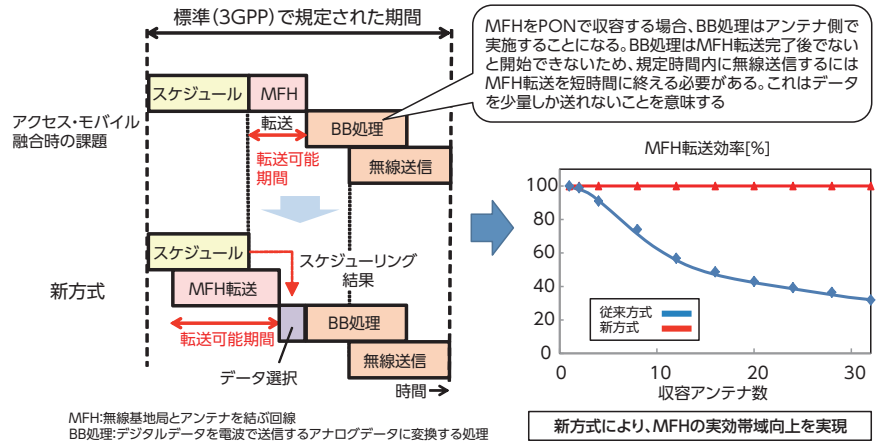 標準(3GPP)で規定された期間
MFHをPONで収容する場合、BB処理はアンテナ側で
実施することになる。BB処理はMFH転送完了後でない
と開始できないため、規定時間内に無線送信するには
MFH転送を短時間に終える必要がある。これはデータ
を少量しか送れないことを意味する
アクセス・モバイル
融合時の課題
スケジュール
MFH
転送
BB処理
転送可能
期間
無線送信
新方式
スケジュール
スケジューリング
結果
MFH転送
BB処理
転送可能期間
無線送信
データ選択
時間→
MFH:無線基地局とアンテナを結ぶ回線
BB処理:デジタルデータを電波で送信するアナログデータに変換する処理
MFH転送効率[%]
100
80
60
40
20
0
従来方式
新方式
0
10
20
30
収容アンテナ数
新方式により、MFHの実効帯域向上を実現